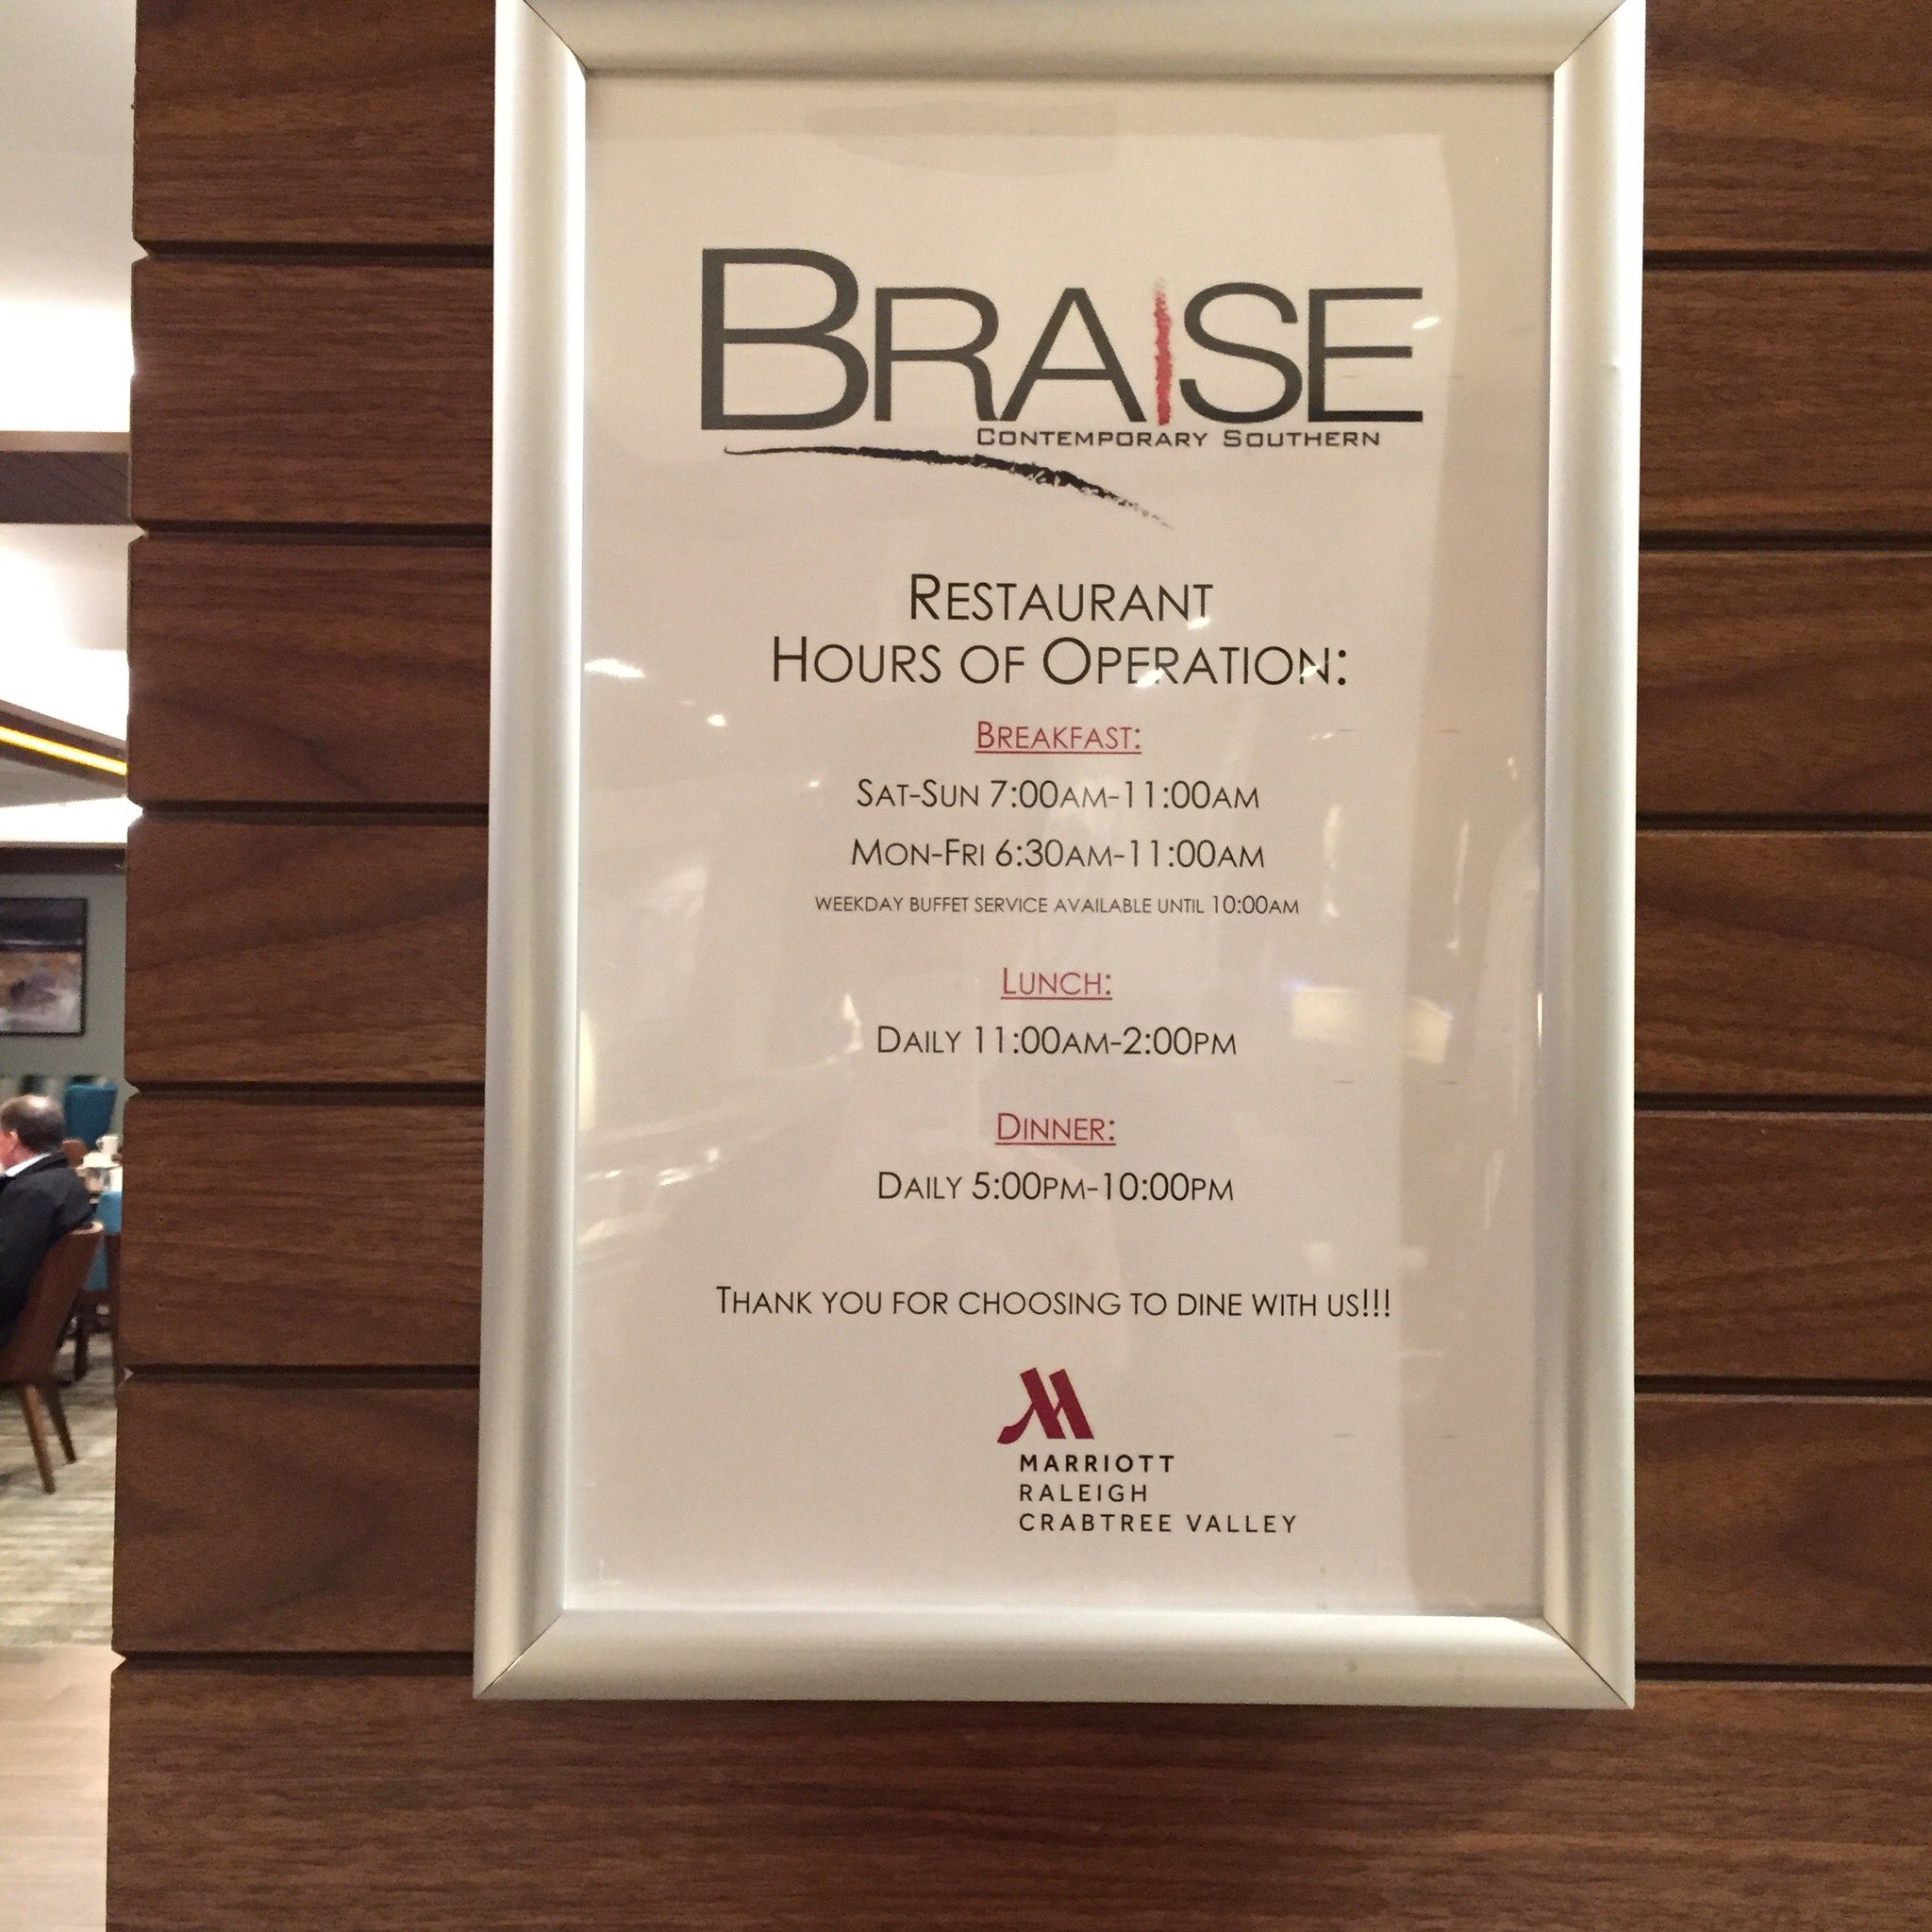 BRAISE
CONTEMPORARY SOUTHERN
RESTAURANT
HOURS OF OPERATION:
BREAKFAST:
SAT-SUN 7:00AM-11:00AM
MON-FRI 6:30AM-11:00AM
WEEKDAY BUFFET SERVICE AVAILABLE UNTIL 10:00AM
LUNCH:
DAILY 11:00AM-2:00PM
DINNER:
DAILY 5:00PM-10:00PM
THANK YOU FOR CHOOSING TO DINE WITH US!!!
MARRIOTT
RALEIGH
CRABTREE VALLEY